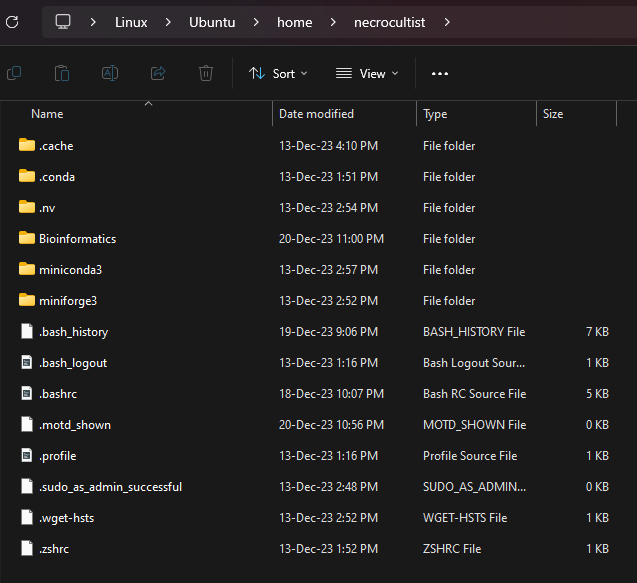 Linux Ubuntu home necrocultist
Sort View
Name Date modified Type Size
.cache 13-Dec-23 4:10 PM File folder
.conda 13-Dec-23 1:51 PM File folder
.nv 13-Dec-23 2:54 PM File folder
Bioinformatics 20-Dec-23 11:00 PM File folder
miniconda3 13-Dec-23 2:57 PM File folder
miniforge3 13-Dec-23 2:52 PM File folder
.bash_history 19-Dec-23 9:06 PM BASH_HISTORY File 7 KB
.bash_logout 13-Dec-23 1:16 PM Bash Logout Sour... 1 KB
.bashrc 18-Dec-23 10:07 PM Bash RC Source File 5 KB
.motd_shown 20-Dec-23 10:56 PM MOTD_SHOWN File 0 KB
.profile 13-Dec-23 1:16 PM Profile Source File 1 KB
.sudo_as_admin_successful 13-Dec-23 2:48 PM SUDO_AS_ADMIN... 0 KB
.wget-hsts 13-Dec-23 2:52 PM WGET-HSTS File 1 KB
.zshrc 13-Dec-23 1:52 PM ZSHRC File 1 KB